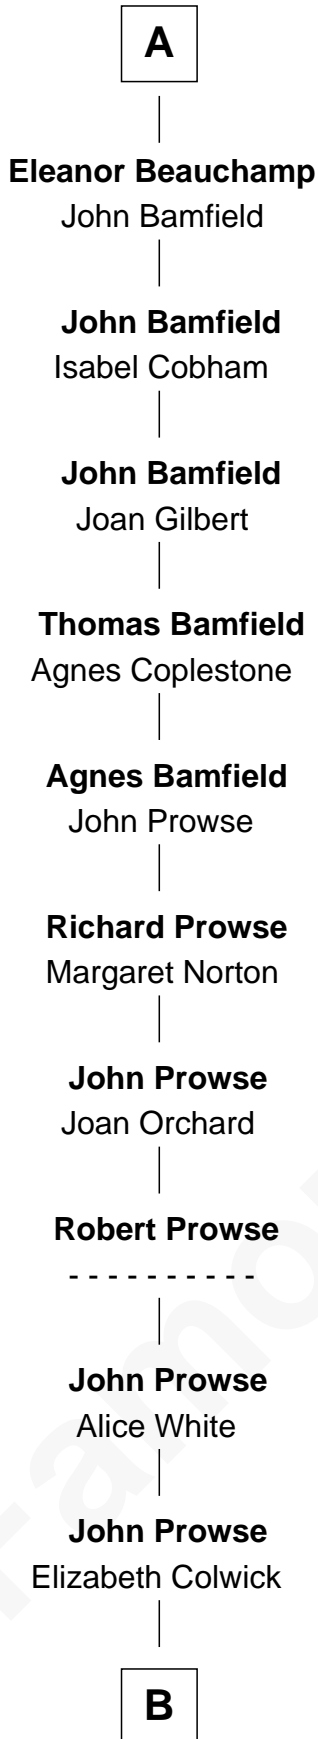 A
Eleanor Beauchamp
John Bamfield
John Bamfield
Isabel Cobham
John Bamfield
Joan Gilbert
Thomas Bamfield
Agnes Coplestone
Agnes Bamfield
John Prowse
Richard Prowse
Margaret Norton
John Prowse
Joan Orchard
Robert Prowse
- - - - - - - - - -
John Prowse
Alice White
John Prowse
Elizabeth Colwick
B
Famo